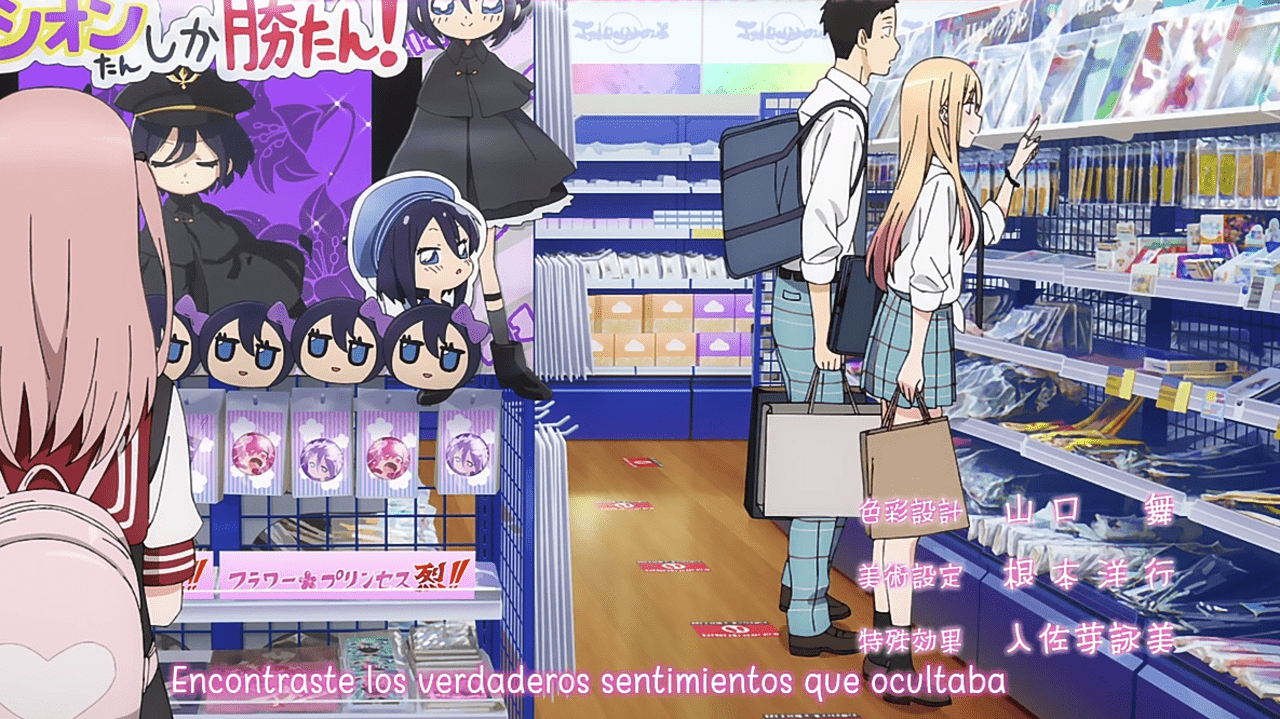 シオンたんしか勝たん!
フラワー❀プリンセス烈!!
色彩設計 山口 舞
美術設定 根本洋行
特殊効果 入佐芽詠美
Encontraste los verdaderos sentimientos que ocultaba